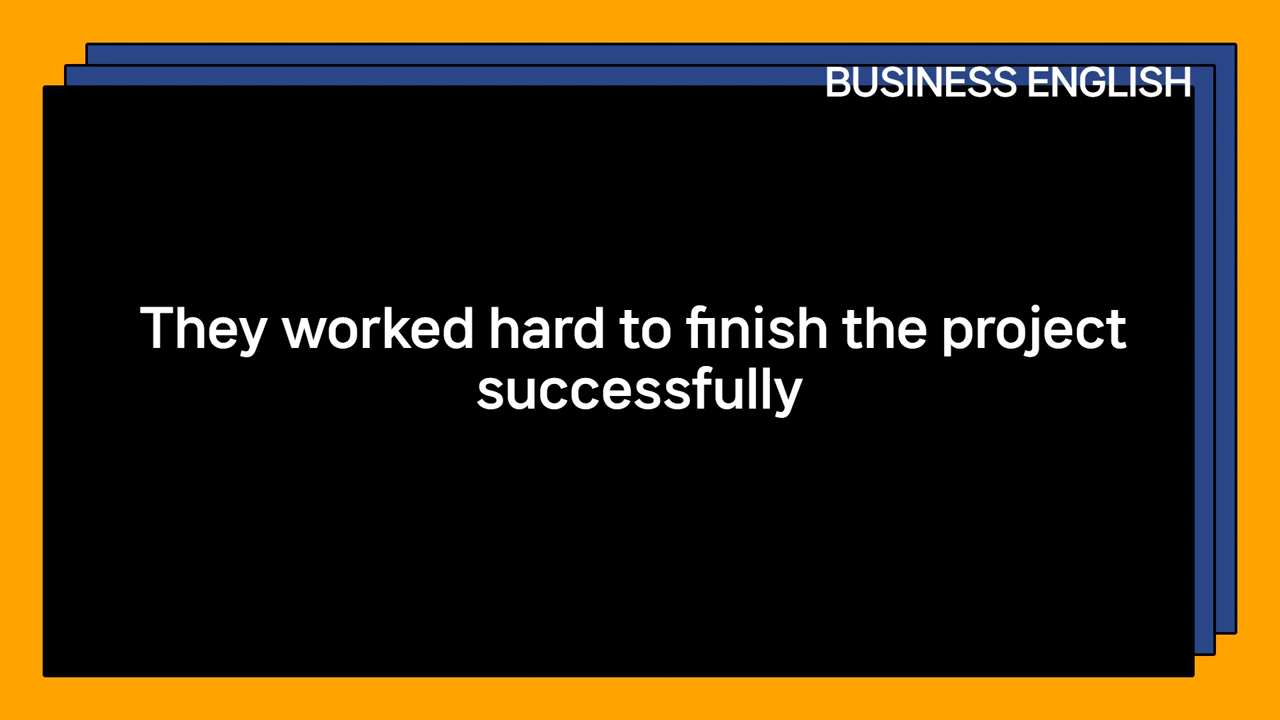 BUSINESS ENGLISH
They worked hard to finish the project
successfully